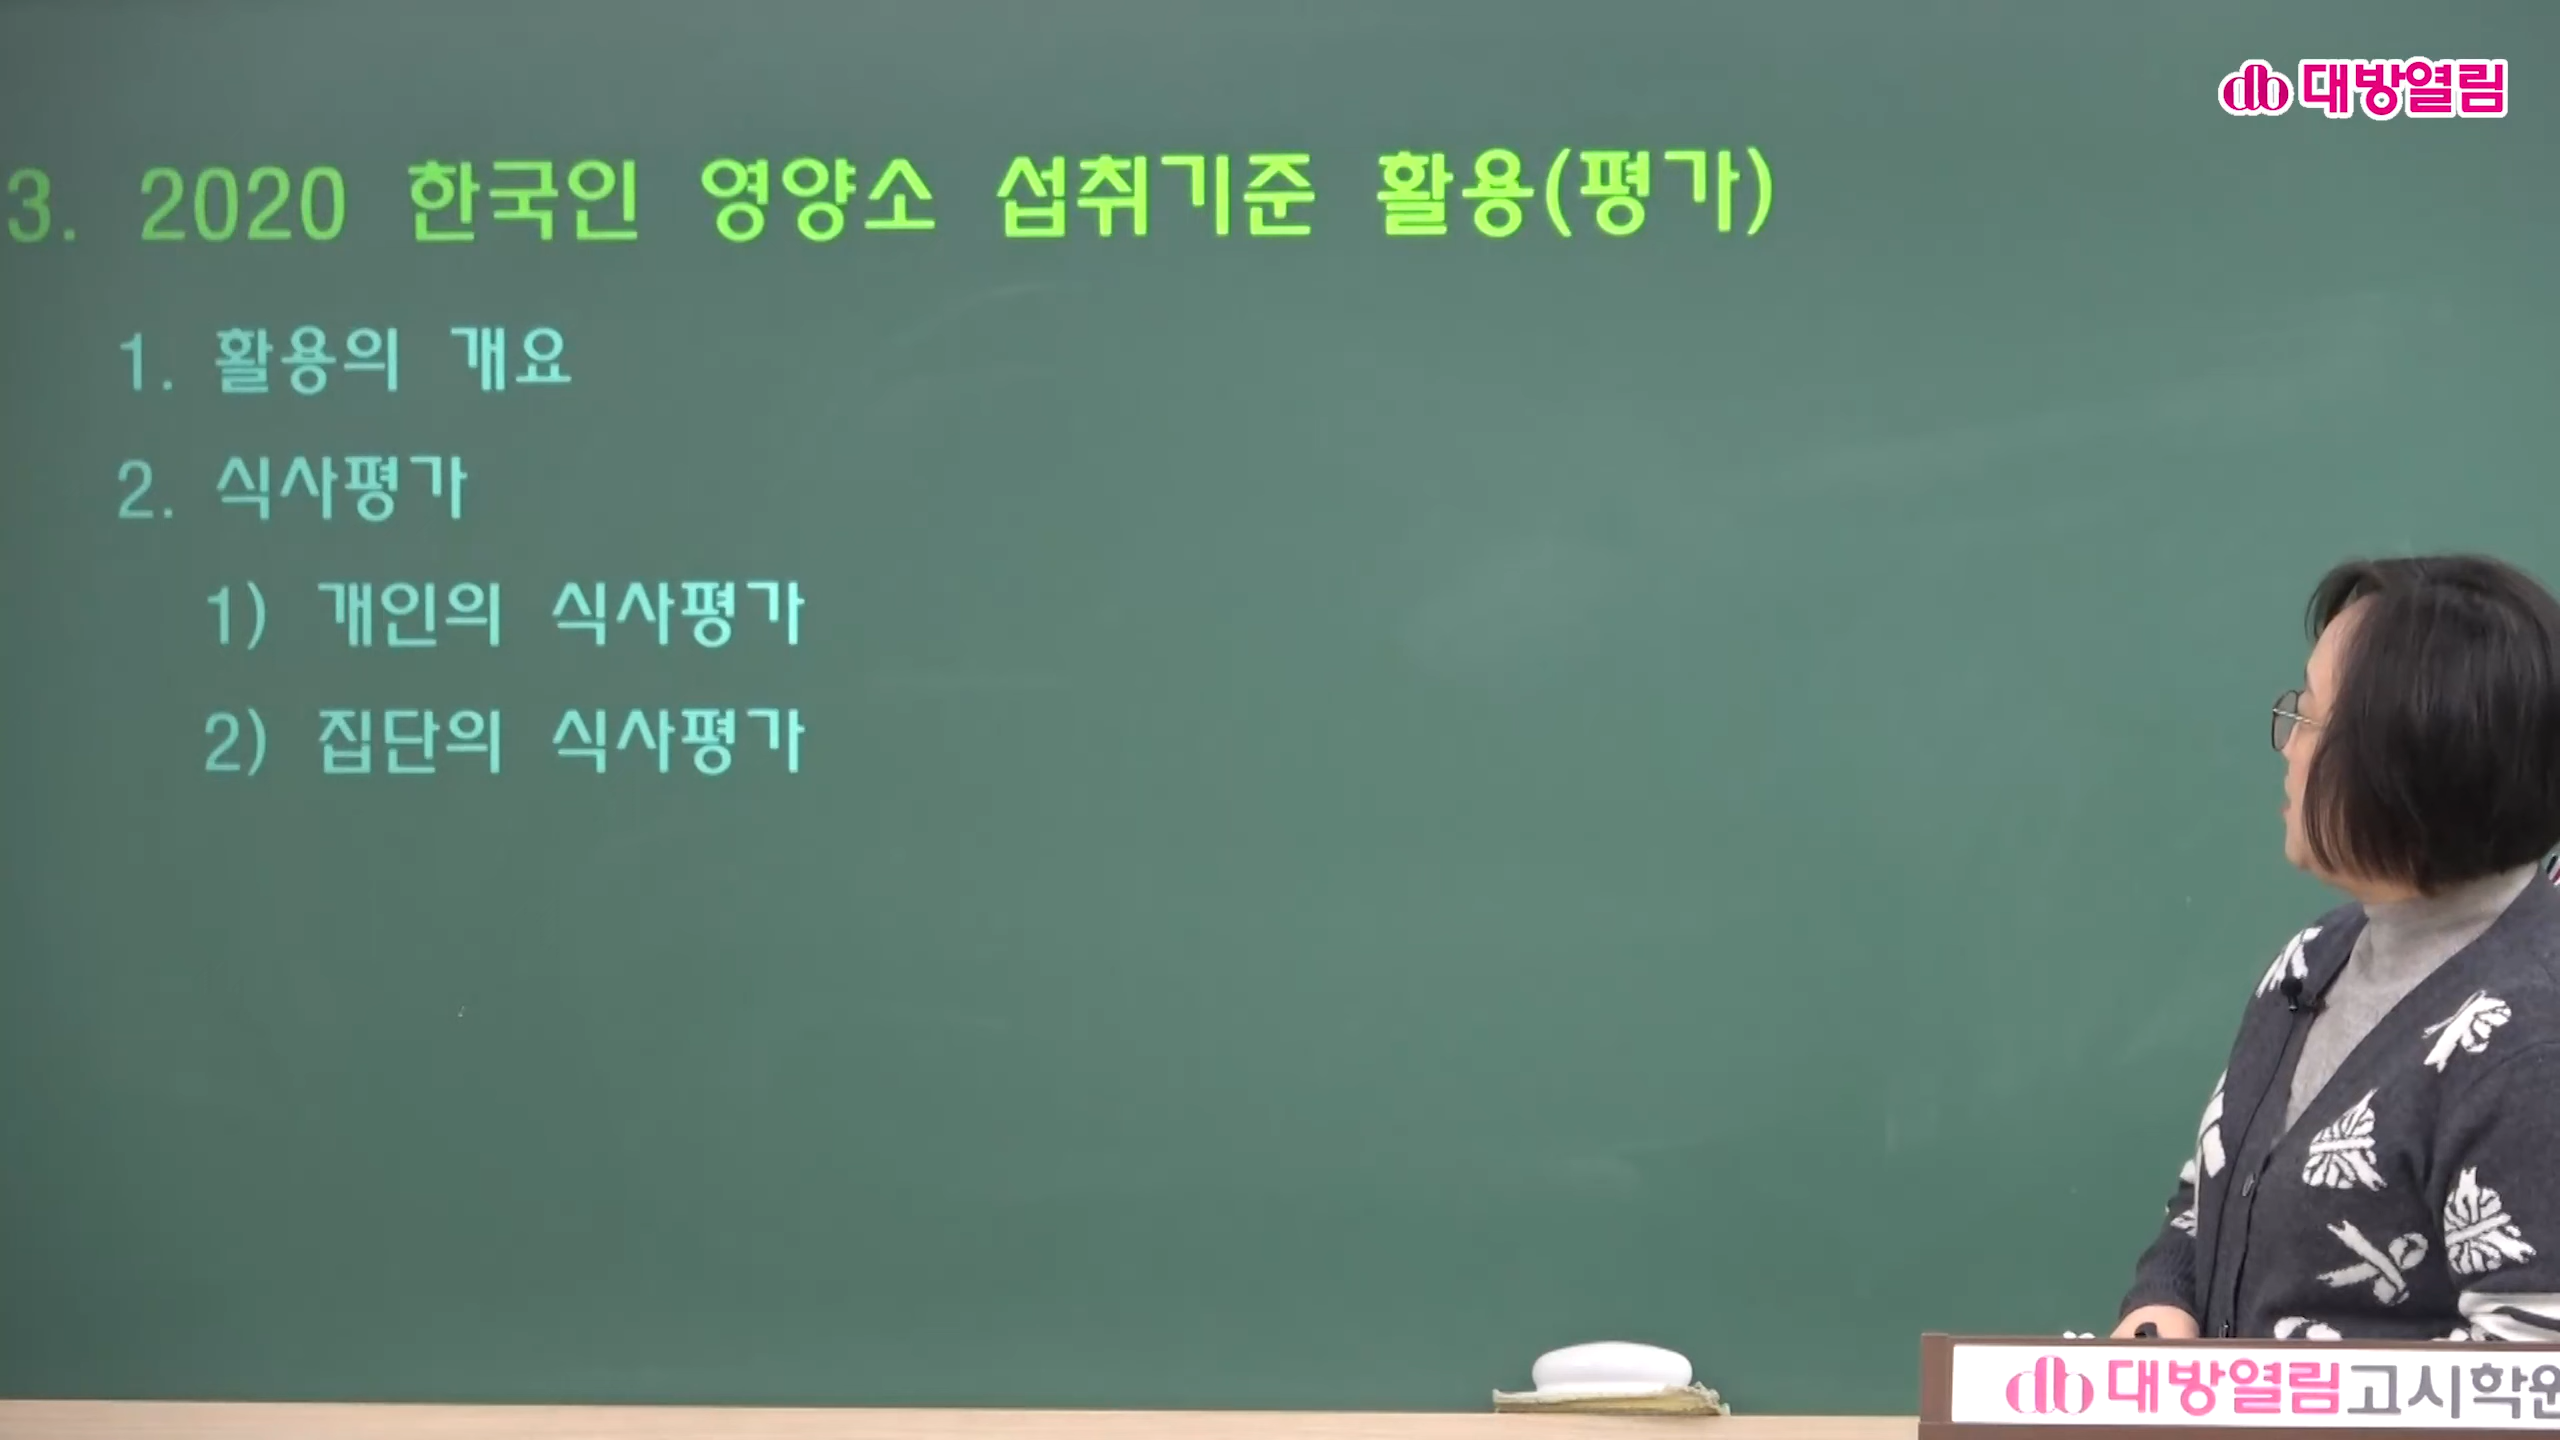 대방열림
3. 2020 한국인 영양소 섭취기준 활용(평가)
1. 활용의 개요
2. 식사평가
1) 개인의 식사평가
2) 집단의 식사평가
대방열림고시학원